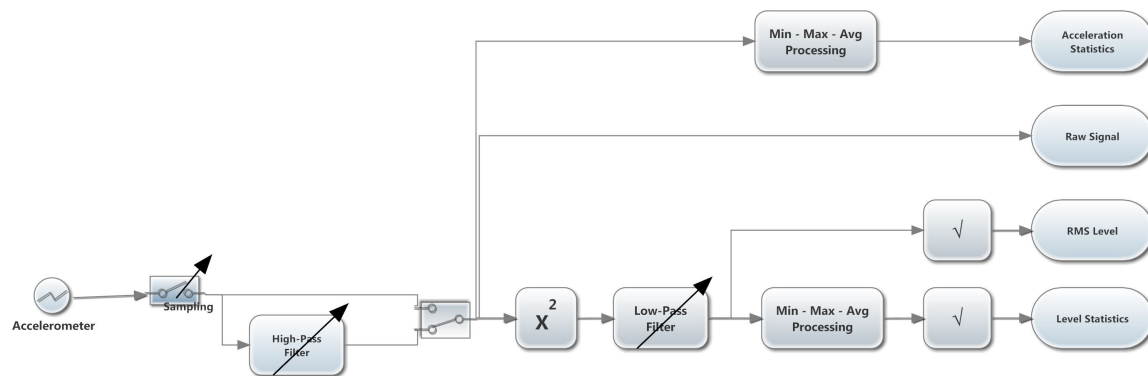 Min - Max - Avg
Processing
Acceleration
Statistics
Raw Signal
√
RMS Level
Sampling
Accelerometer
High-Pass
Filter
X²
Low-Pass
Filter
Min - Max - Avg
Processing
√
Level Statistics